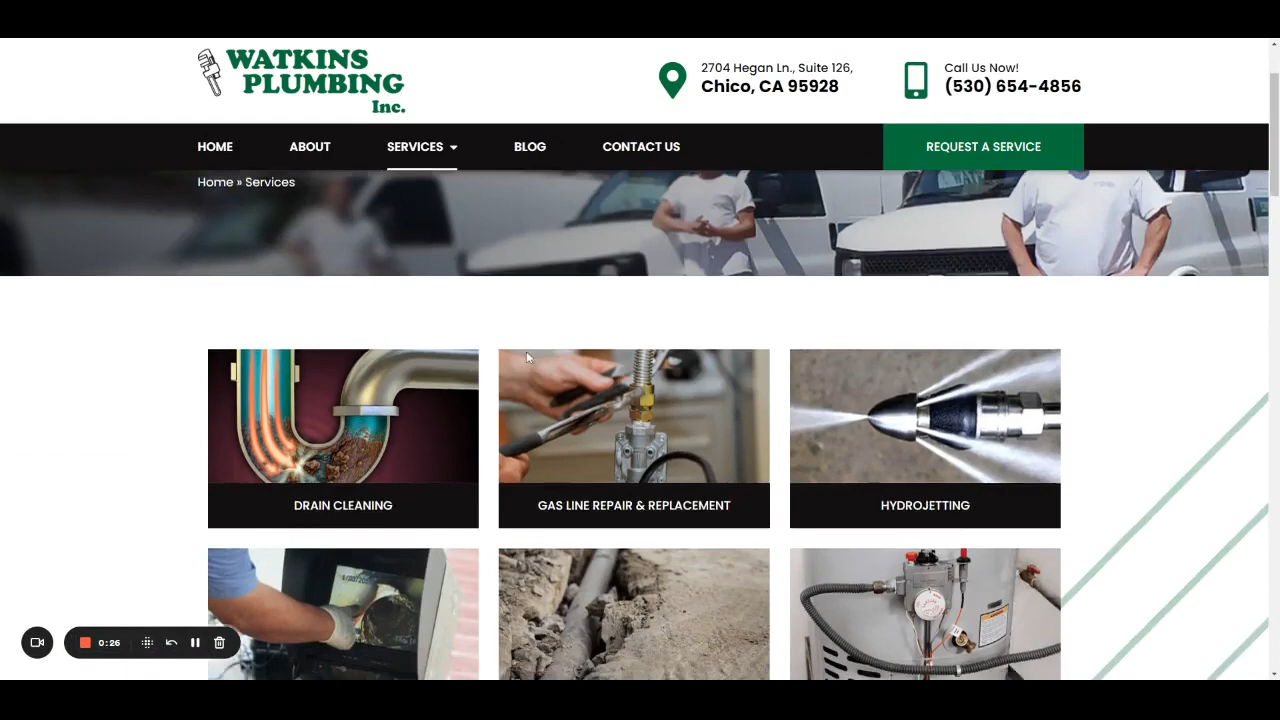 WATKINS
PLUMBING
Inc.
2704 Hegan Ln., Suite 126,
Chico, CA 95928
Call Us Now!
(530) 654-4856
HOME
ABOUT
SERVICES
BLOG
CONTACT US
REQUEST A SERVICE
Home » Services
DRAIN CLEANING
GAS LINE REPAIR & REPLACEMENT
HYDROJETTING
0:26